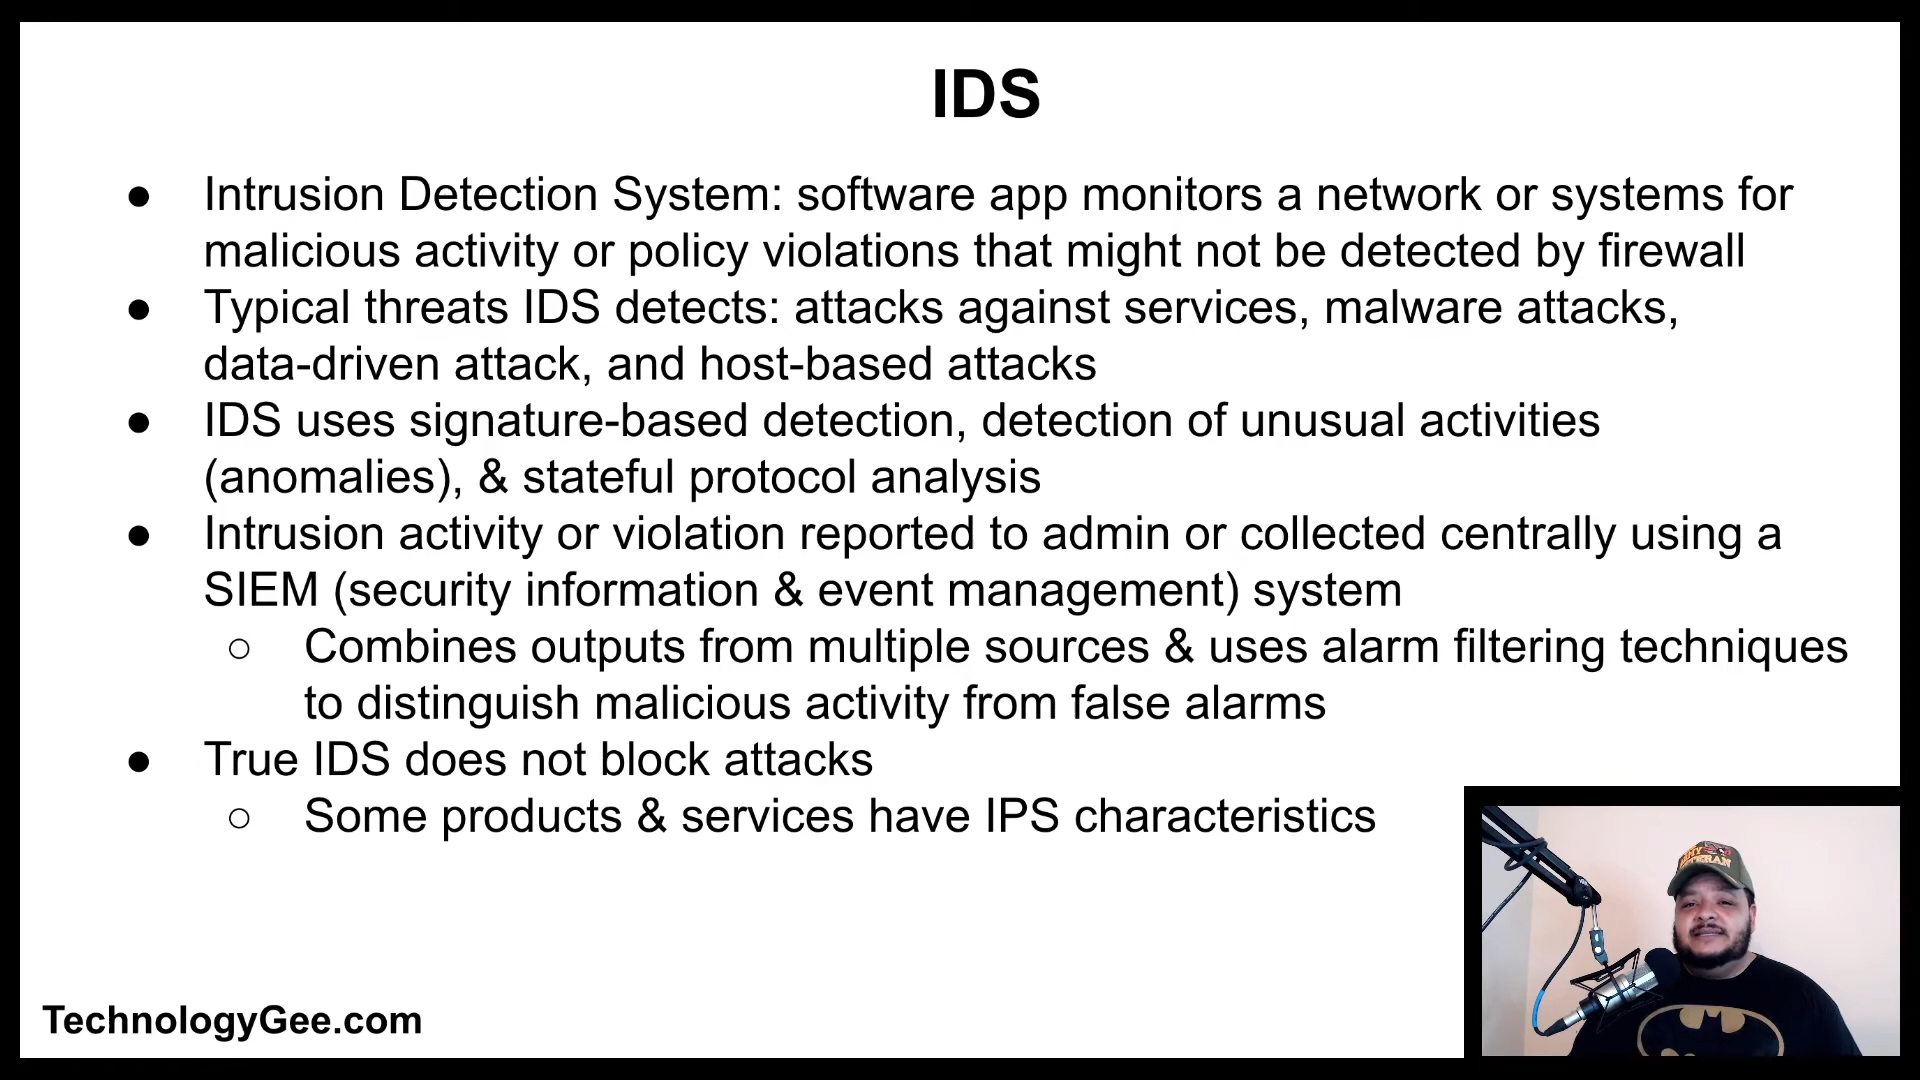 IDS
● Intrusion Detection System: software app monitors a network or systems for
malicious activity or policy violations that might not be detected by firewall
● Typical threats IDS detects: attacks against services, malware attacks,
data-driven attack, and host-based attacks
● IDS uses signature-based detection, detection of unusual activities
(anomalies), & stateful protocol analysis
● Intrusion activity or violation reported to admin or collected centrally using a
SIEM (security information & event management) system
○ Combines outputs from multiple sources & uses alarm filtering techniques
to distinguish malicious activity from false alarms
● True IDS does not block attacks
○ Some products & services have IPS characteristics
TechnologyGee.com